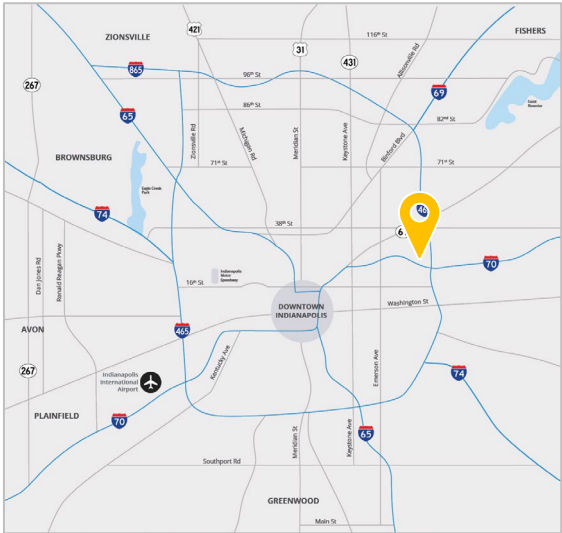 ZIONSVILLE
421
31
116th St
FISHERS
431
Allisonville Rd
267
865
96th St
65
69
86th St
82nd St
Zionsville Rd
Michigan Rd
Meridian St
Keystone Ave
Binford Blvd
BROWNSBURG
71st St
71st St
Eagle Creek
Park
74
38th St
Dan Jones Rd
Ronald Reagan Pkwy
Indianapolis
Motor
Speedway
70
16th St
DOWNTOWN
INDIANAPOLIS
Washington St
AVON
465
Kentucky Ave
Emerson Ave
267
Indianapolis
International
Airport
74
PLAINFIELD
70
Meridian St
Keystone Ave
65
Southport Rd
GREENWOOD
Main St